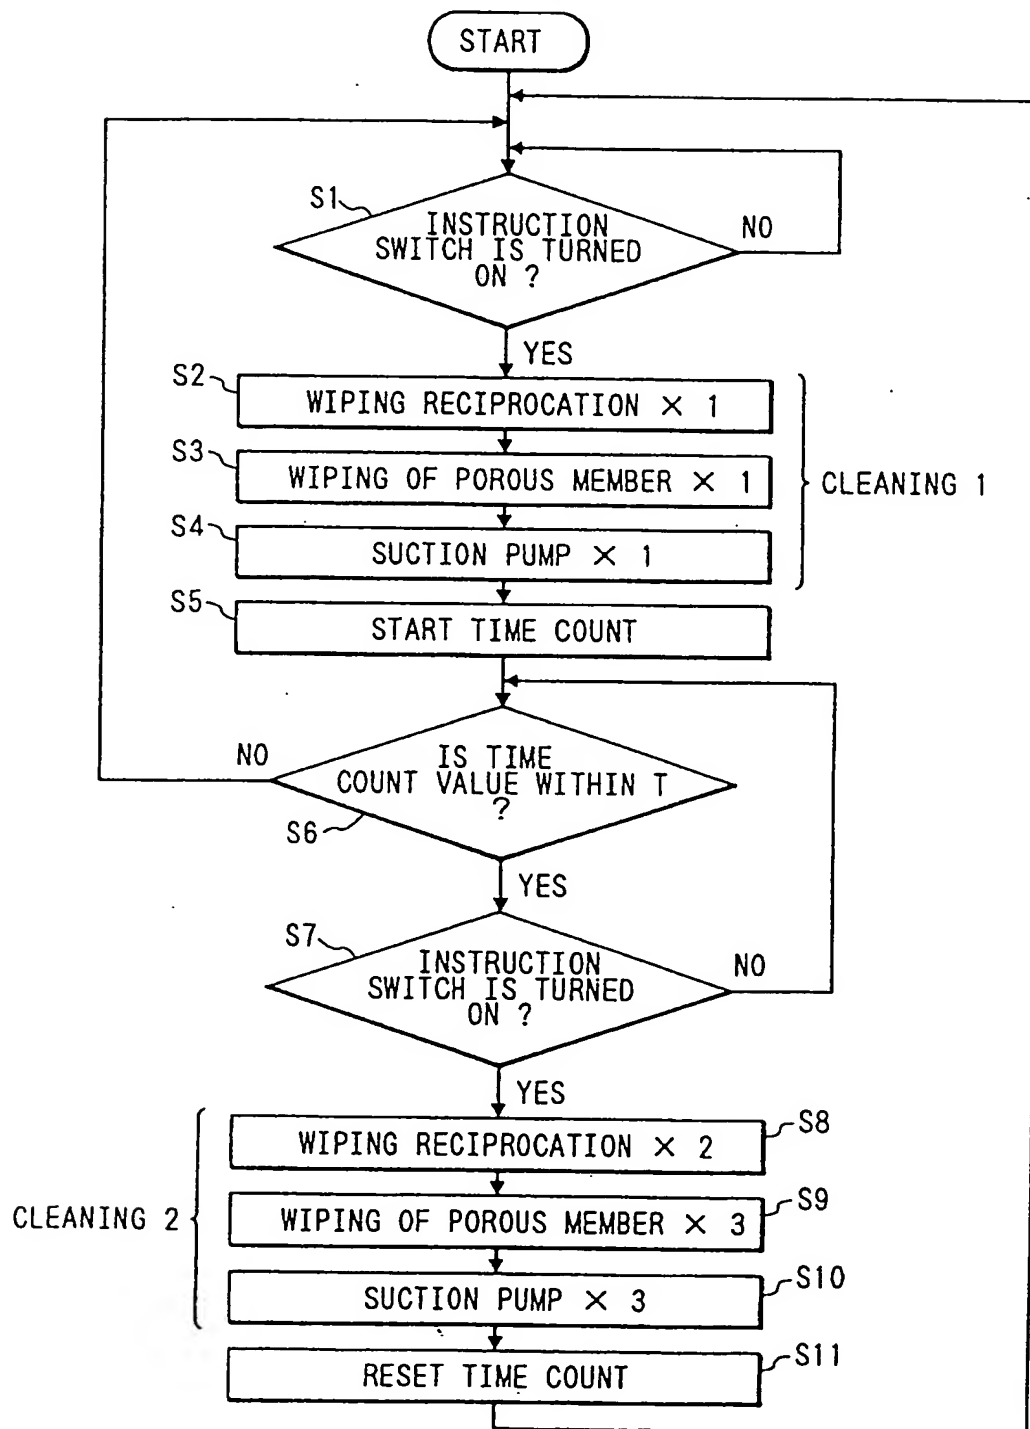 START
S1
INSTRUCTION
SWITCH IS TURNED
ON ?
NO
YES
S2
WIPING RECIPROCATION × 1
S3
WIPING OF POROUS MEMBER × 1
CLEANING 1
S4
SUCTION PUMP × 1
S5
START TIME COUNT
NO
IS TIME
COUNT VALUE WITHIN T
?
S6
YES
S7
INSTRUCTION
SWITCH IS TURNED
ON ?
NO
YES
WIPING RECIPROCATION × 2
S8
CLEANING 2
WIPING OF POROUS MEMBER × 3
S9
SUCTION PUMP × 3
S10
RESET TIME COUNT
S11